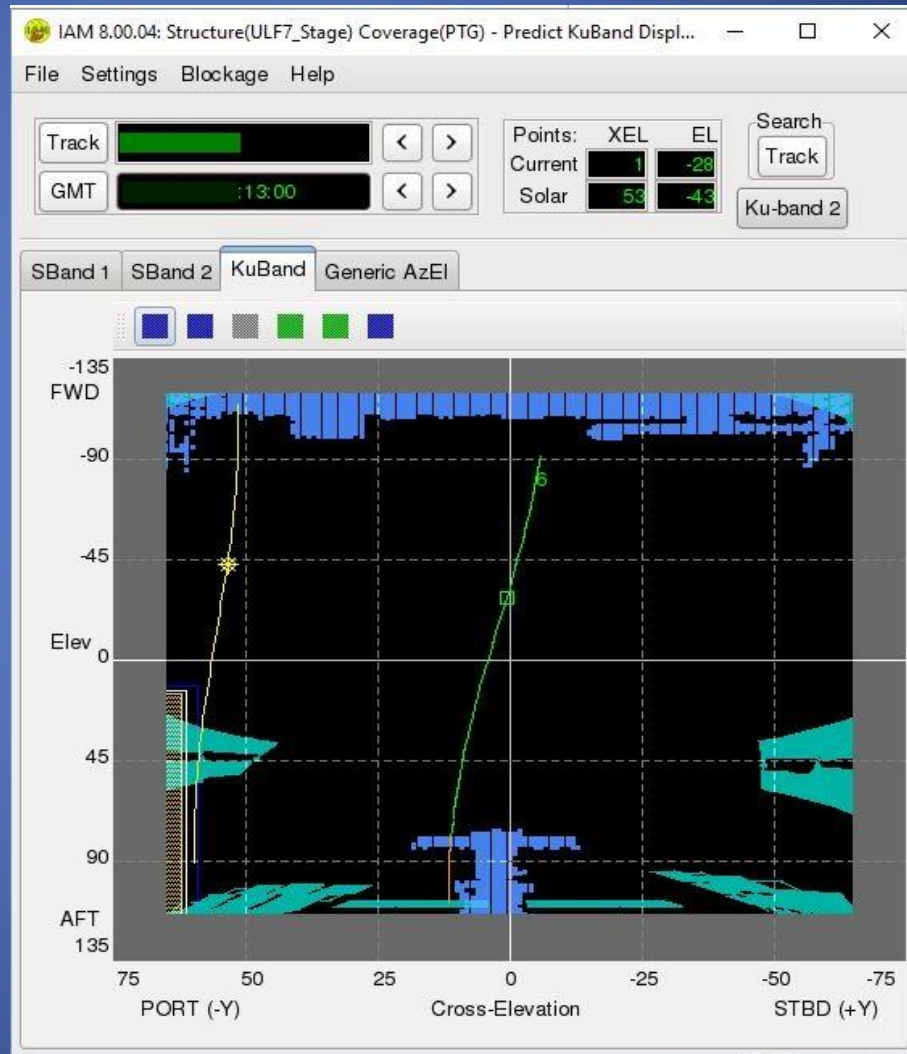 IAM 8.00.04: Structure(ULF7_Stage) Coverage(PTG) - Predict KuBand Displ...
File Settings Blockage Help
Track < >
GMT :13:00 < >
Points: XEL EL
Current 1 -28
Solar 53 -43
Search
Track
Ku-band 2
SBand 1 SBand 2 KuBand Generic AzEl
-135
FWD
-90
-45
Elev 0
45
90
AFT
135
6
75 50 25 0 -25 -50 -75
PORT (-Y) Cross-Elevation STBD (+Y)